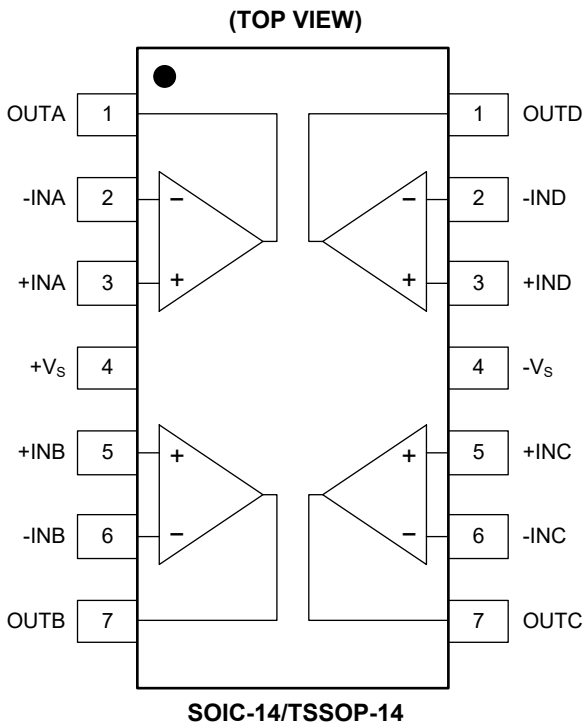 (TOP VIEW)
OUTA 1 1 OUTD
-INA 2 − − 2 -IND
+INA 3 + + 3 +IND
+VS 4 4 -VS
+INB 5 + + 5 +INC
-INB 6 − − 6 -INC
OUTB 7 7 OUTC
SOIC-14/TSSOP-14